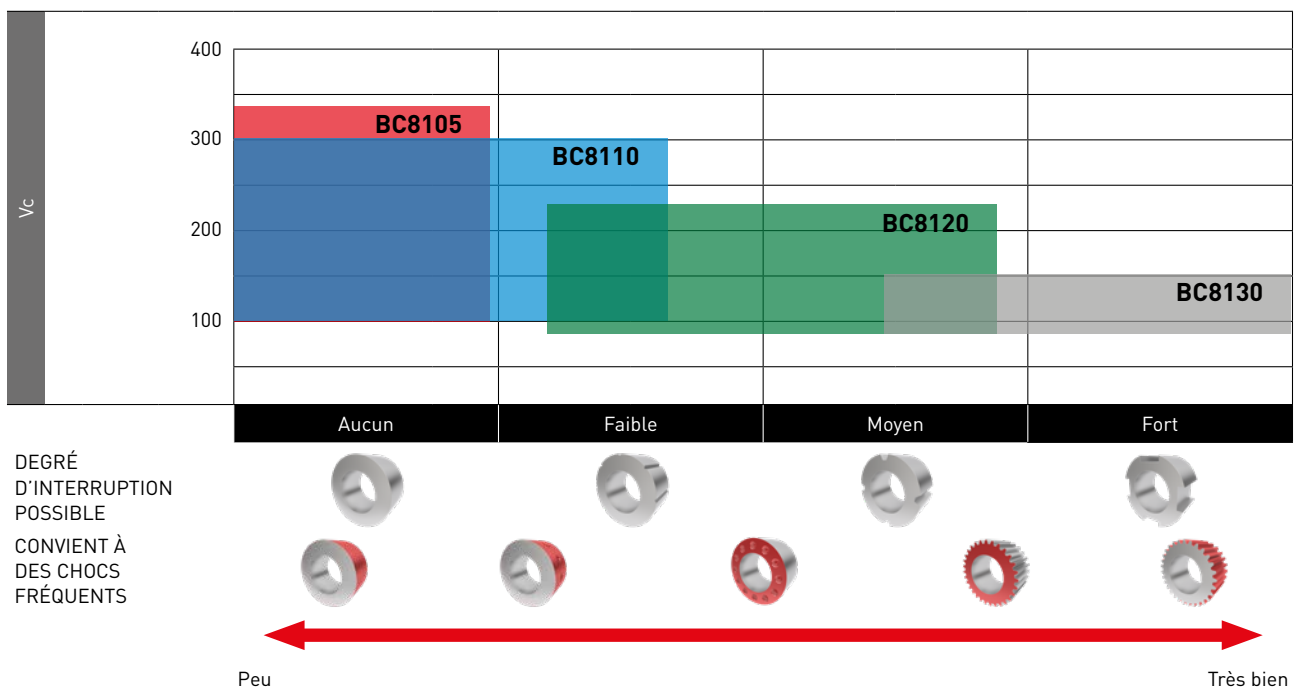 Vc
400
300
200
100
BC8105
BC8110
BC8120
BC8130
Aucun
Faible
Moyen
Fort
DEGRÉ
D'INTERRUPTION
POSSIBLE
CONVIENT À
DES CHOCS
FRÉQUENTS
Peu
Très bien